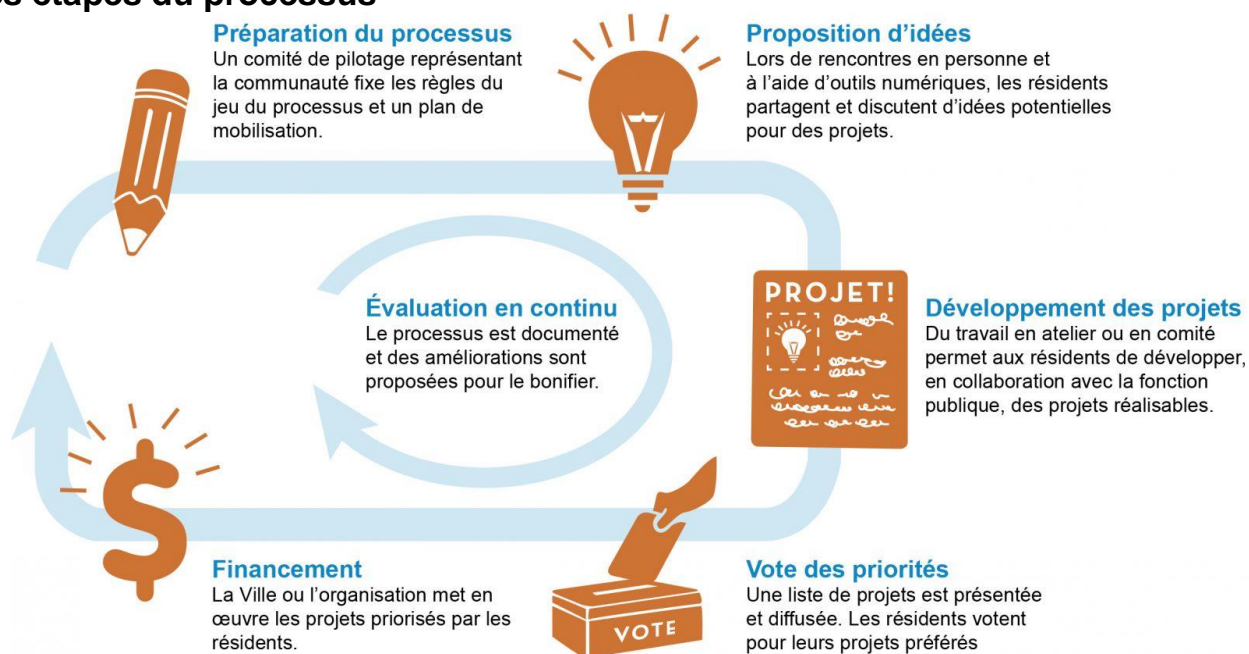 es étapes du processus
Préparation du processus
Un comité de pilotage représentant
la communauté fixe les règles du
jeu du processus et un plan de
mobilisation.
Proposition d’idées
Lors de rencontres en personne et
à l’aide d’outils numériques, les résidents
partagent et discutent d’idées potentielles
pour des projets.
Évaluation en continu
Le processus est documenté
et des améliorations sont
proposées pour le bonifier.
PROJET!
Développement des projets
Du travail en atelier ou en comité
permet aux résidents de développer,
en collaboration avec la fonction
publique, des projets réalisables.
Financement
La Ville ou l’organisation met en
œuvre les projets priorisés par les
résidents.
VOTE
Vote des priorités
Une liste de projets est présentée
et diffusée. Les résidents votent
pour leurs projets préférés